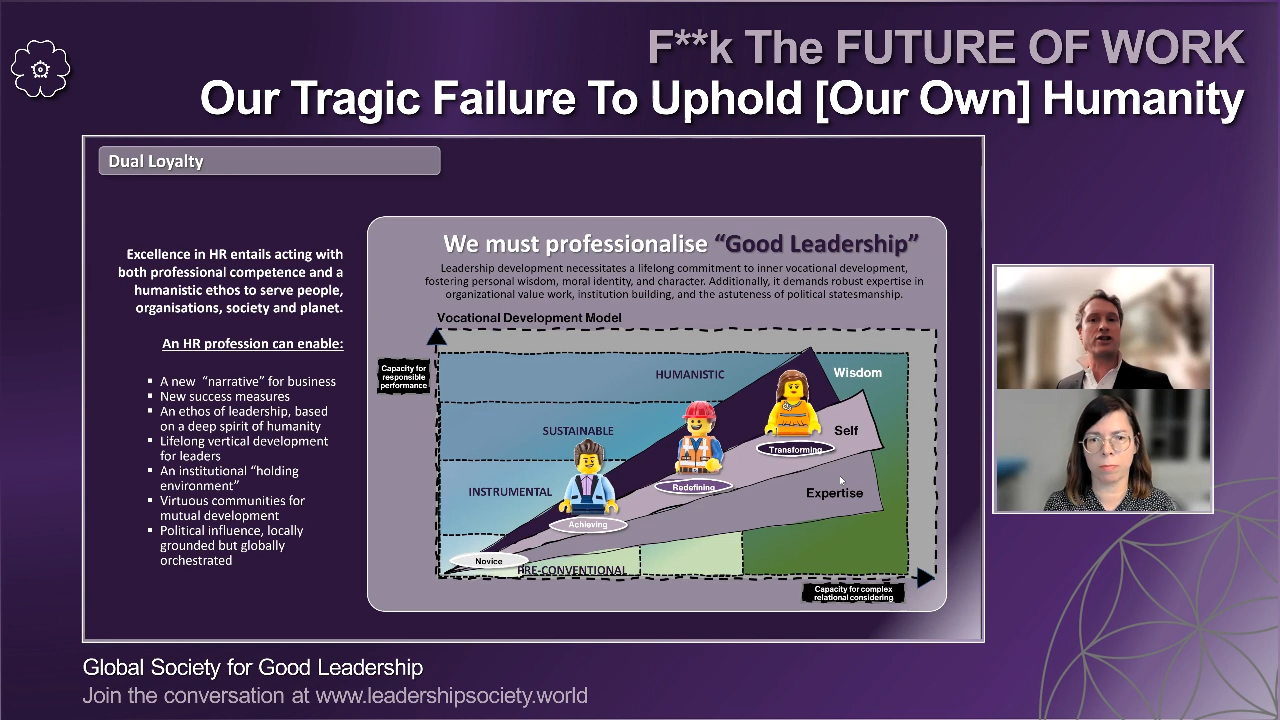 F**k The FUTURE OF WORK
Our Tragic Failure To Uphold [Our Own] Humanity
Dual Loyalty
Excellence in HR entails acting with
both professional competence and a
humanistic ethos to serve people,
organisations, society and planet.
An HR profession can enable:
▪ A new “narrative” for business
▪ New success measures
▪ An ethos of leadership, based
on a deep spirit of humanity
▪ Lifelong vertical development
for leaders
▪ An institutional “holding
environment”
▪ Virtuous communities for
mutual development
▪ Political influence, locally
grounded but globally
orchestrated
We must professionalise “Good Leadership”
Leadership development necessitates a lifelong commitment to inner vocational development,
fostering personal wisdom, moral identity, and character. Additionally, it demands robust expertise in
organizational value work, institution building, and the astuteness of political statesmanship.
Vocational Development Model
Capacity for
responsible
performance
HUMANISTIC
Wisdom
SUSTAINABLE
Self
Transforming
INSTRUMENTAL
Redefining
Expertise
Achieving
Novice
PRE-CONVENTIONAL
Capacity for complex
relational considering
Global Society for Good Leadership
Join the conversation at www.leadershipsociety.world